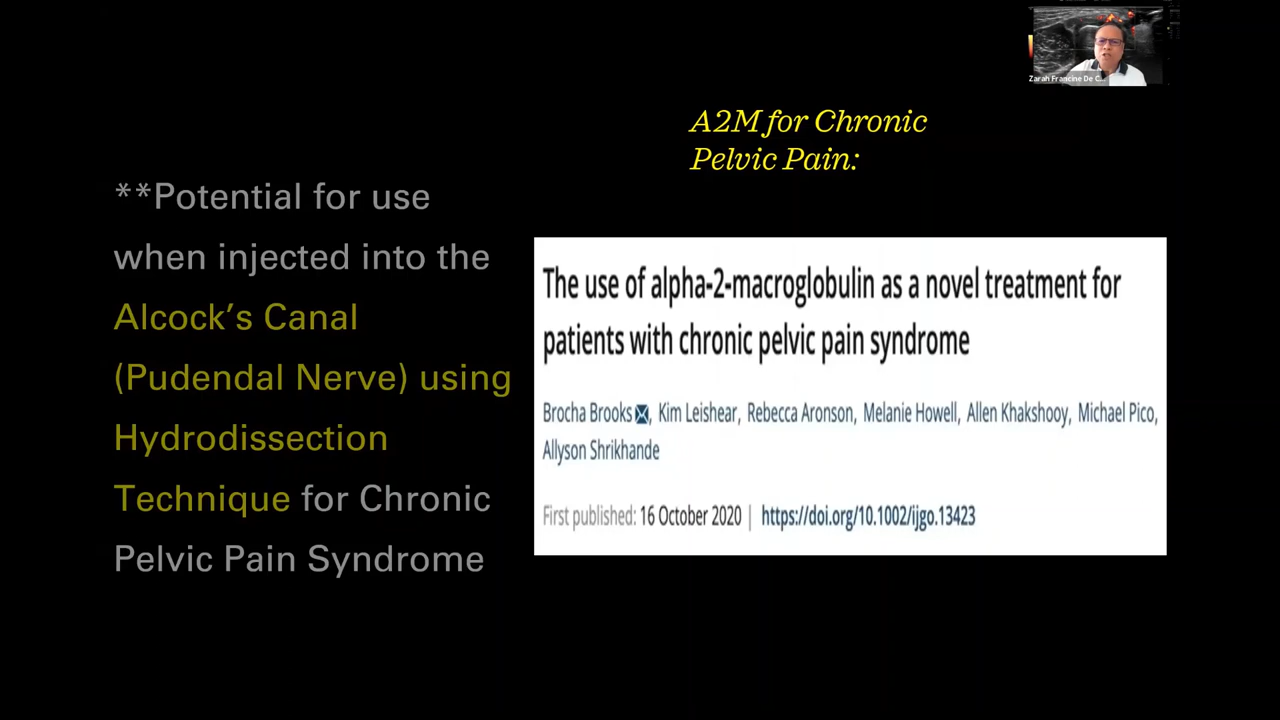 Zarah Francine De C...
A2M for Chronic
Pelvic Pain:
**Potential for use
when injected into the
Alcock's Canal
(Pudendal Nerve) using
Hydrodissection
Technique for Chronic
Pelvic Pain Syndrome
The use of alpha-2-macroglobulin as a novel treatment for
patients with chronic pelvic pain syndrome
Brocha Brooks, Kim Leishear, Rebecca Aronson, Melanie Howell, Allen Khakshooy, Michael Pico,
Allyson Shrikhande
First published: 16 October 2020 | https://doi.org/10.1002/ijgo.13423